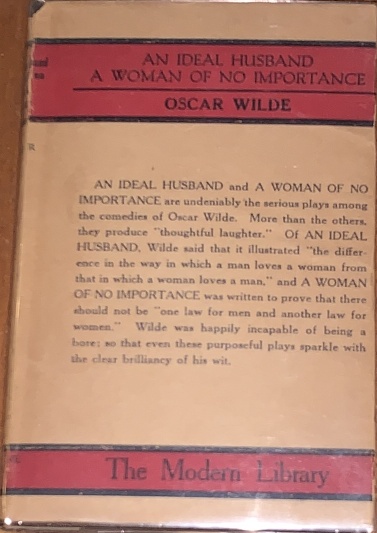 AN IDEAL HUSBAND
A WOMAN OF NO IMPORTANCE
OSCAR WILDE
R
AN IDEAL HUSBAND and A WOMAN OF NO
IMPORTANCE are undeniably the serious plays among
the comedies of Oscar Wilde. More than the others,
they produce "thoughtful laughter." Of AN IDEAL
HUSBAND, Wilde said that it illustrated "the differ-
ence in the way in which a man loves a woman from
that in which a woman loves a man," and A WOMAN
OF NO IMPORTANCE was written to prove that there
should not be "one law for men and another law for
women." Wilde was happily incapable of being a
bore; so that even these purposeful plays sparkle with
the clear brilliancy of his wit.
The Modern Library